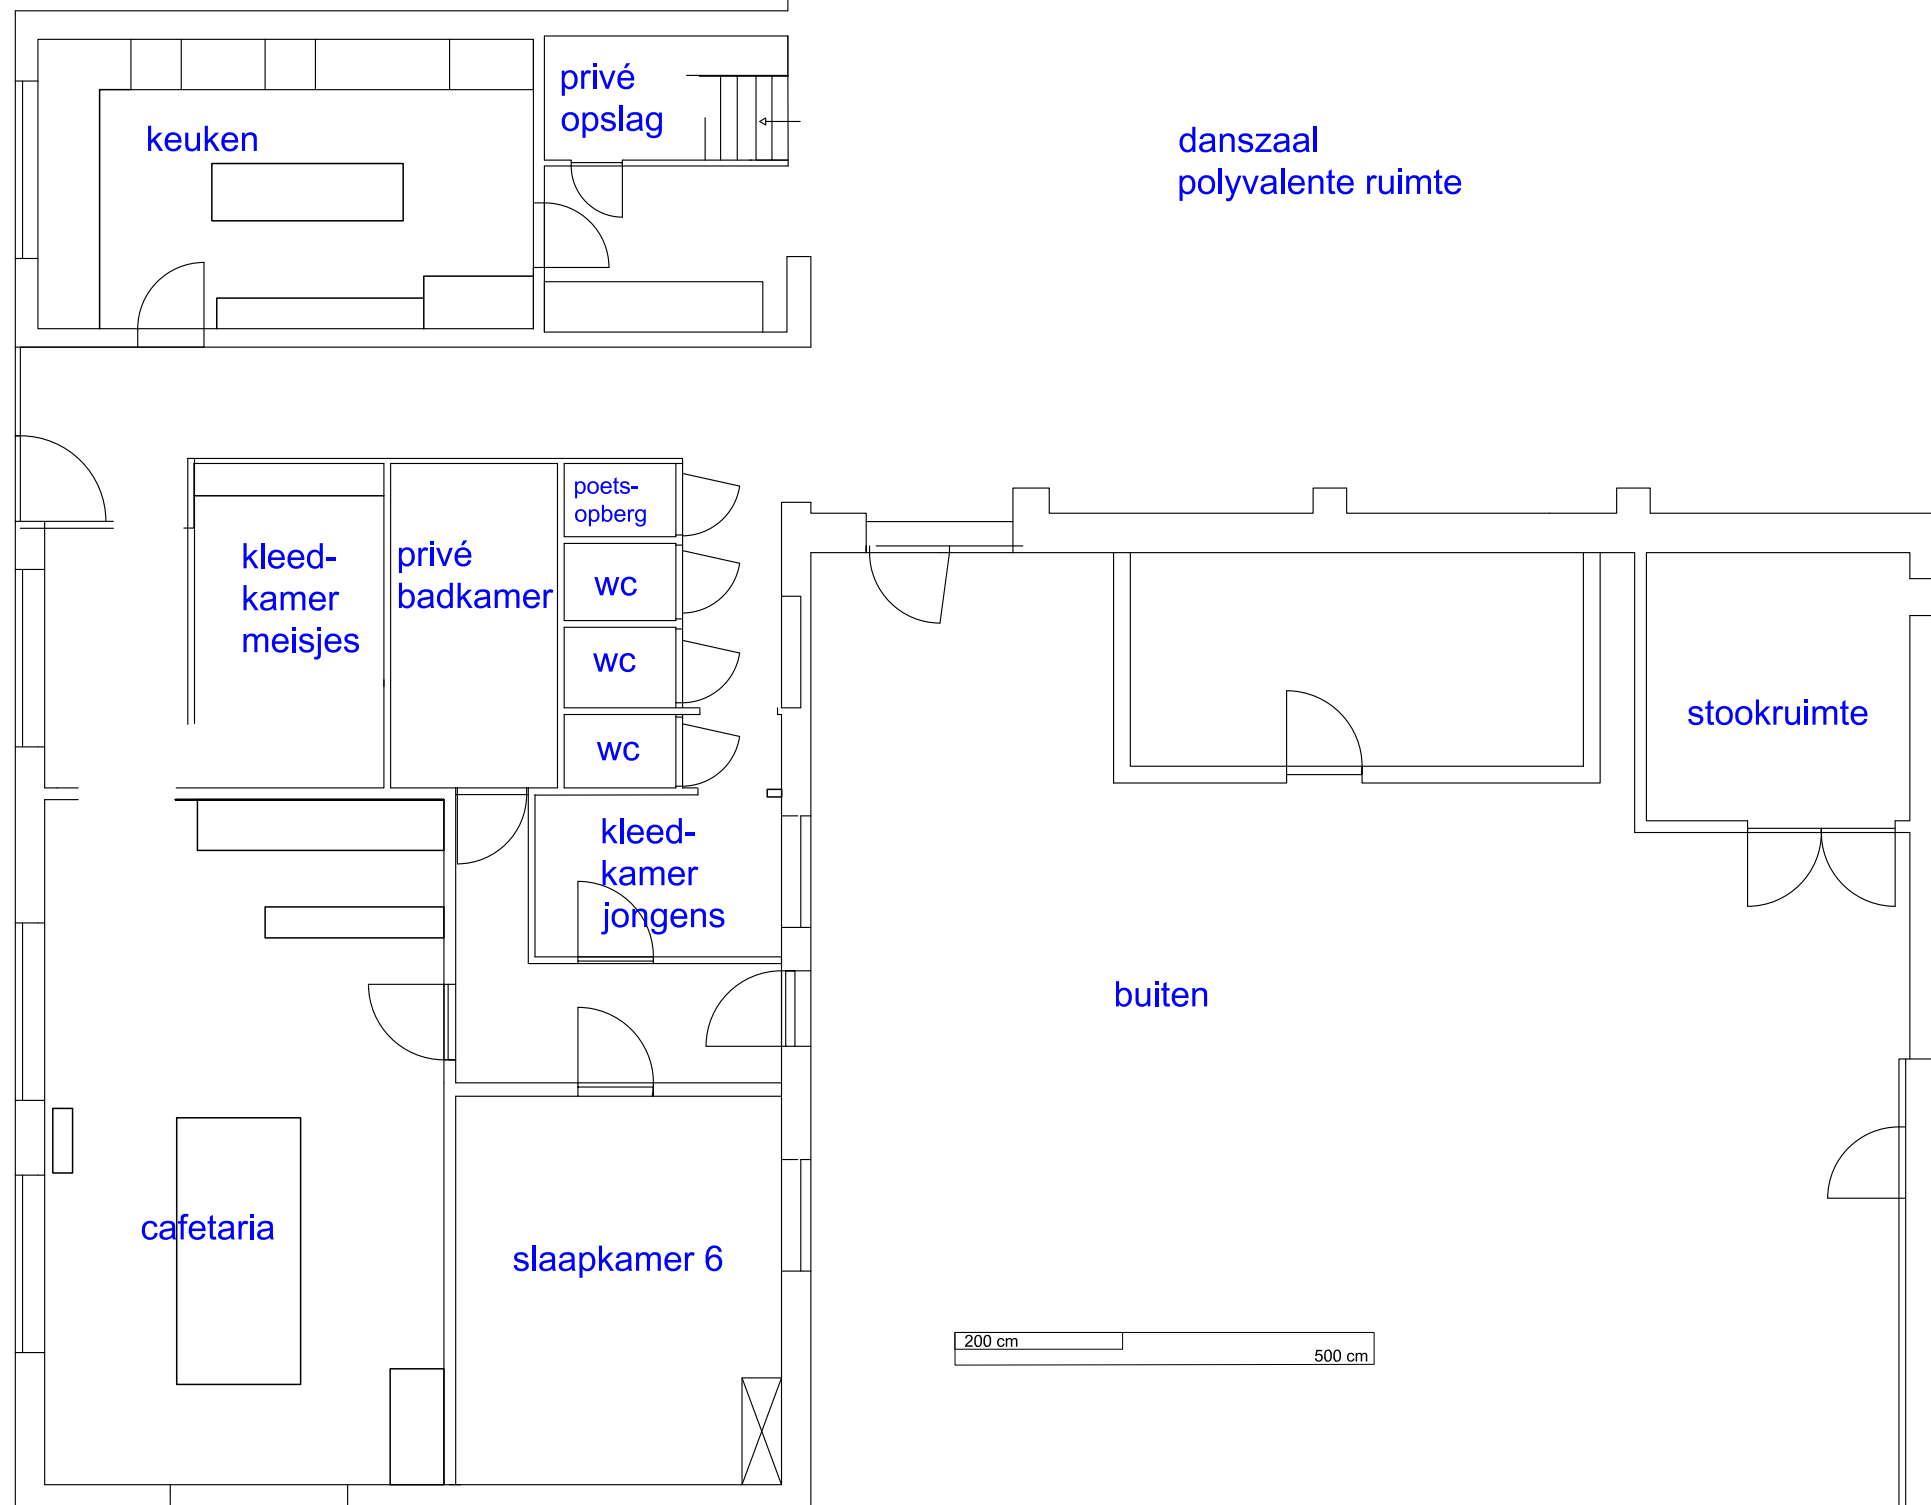 privé
opslag
keuken
danszaal
polyvalente ruimte
poets-
opberg
kleed-
kamer
meisjes
privé
badkamer
wc
wc
wc
stookruimte
kleed-
kamer
jongens
buiten
cafetaria
slaapkamer 6
200 cm
500 cm